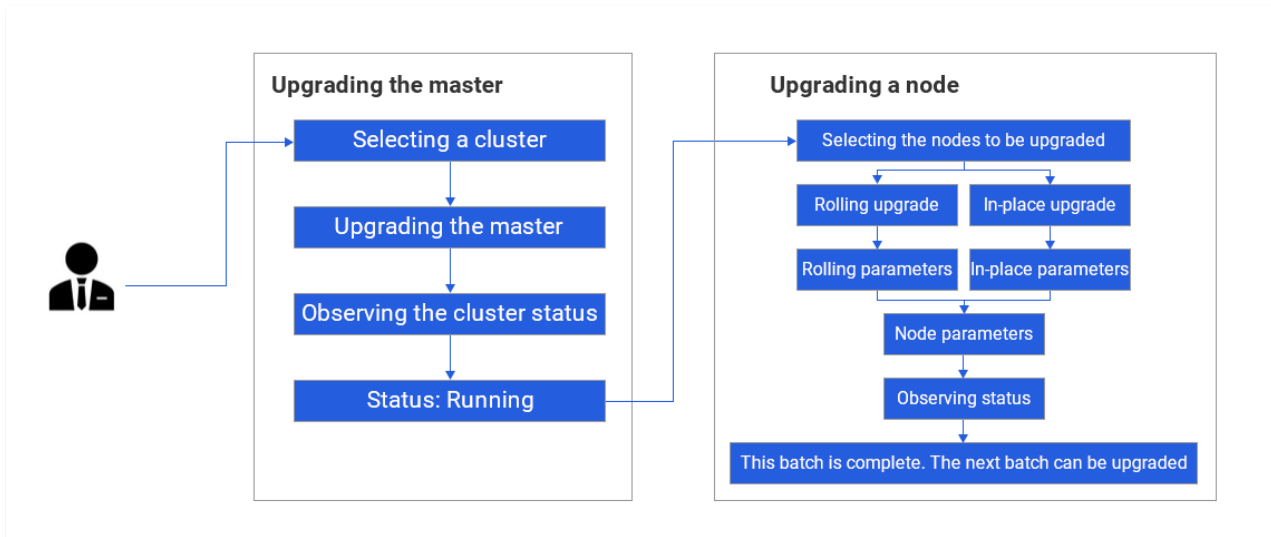 Upgrading the master
Selecting a cluster
Upgrading the master
Observing the cluster status
Status: Running
Upgrading a node
Selecting the nodes to be upgraded
Rolling upgrade
In-place upgrade
Rolling parameters
In-place parameters
Node parameters
Observing status
This batch is complete. The next batch can be upgraded